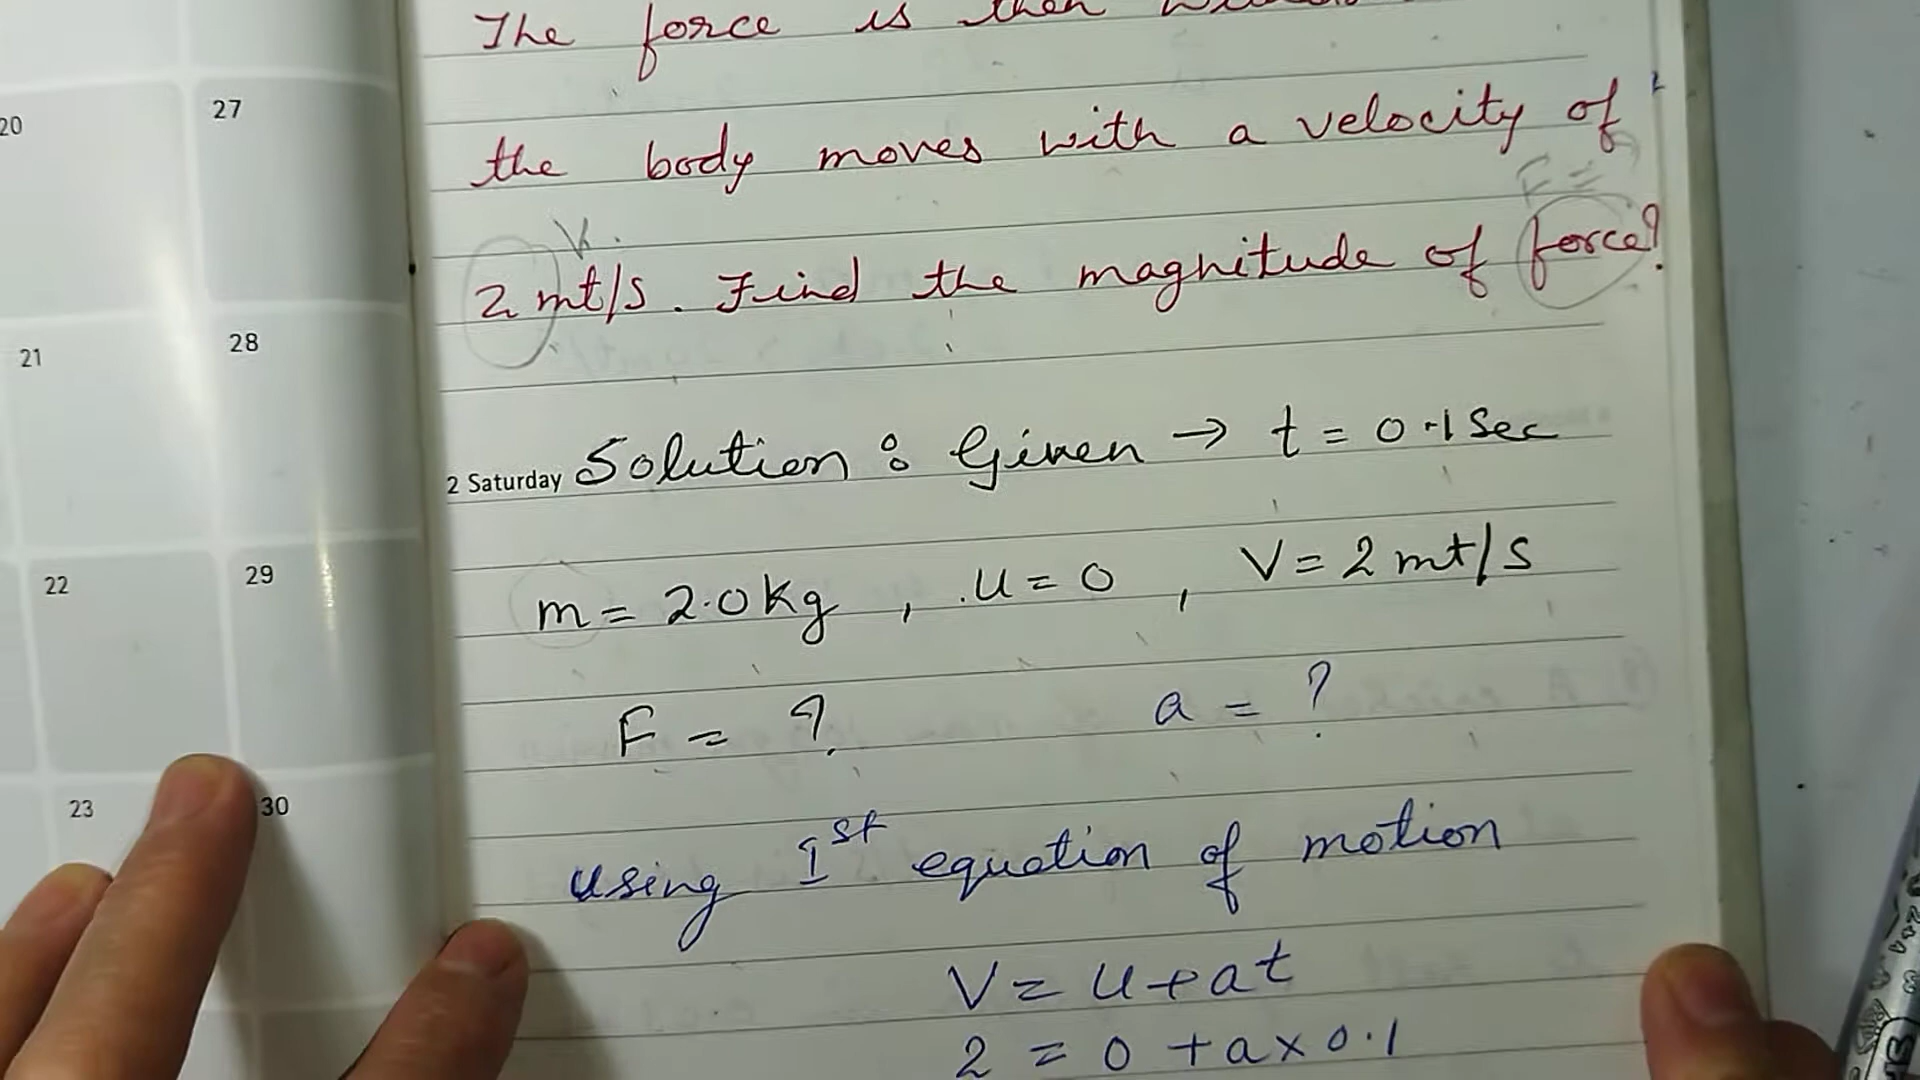 The force is then
the body moves with a velocity of
F =
V.
2 mt/s. Find the magnitude of force?
2 Saturday Solution : Given → t = 0.1 Sec
m = 2.0 kg , u = 0 , V = 2 mt/s
F = ? a = ?
using Ist equation of motion
V = u + at
2 = 0 + a x 0.1
20
27
21
28
22
29
23
30